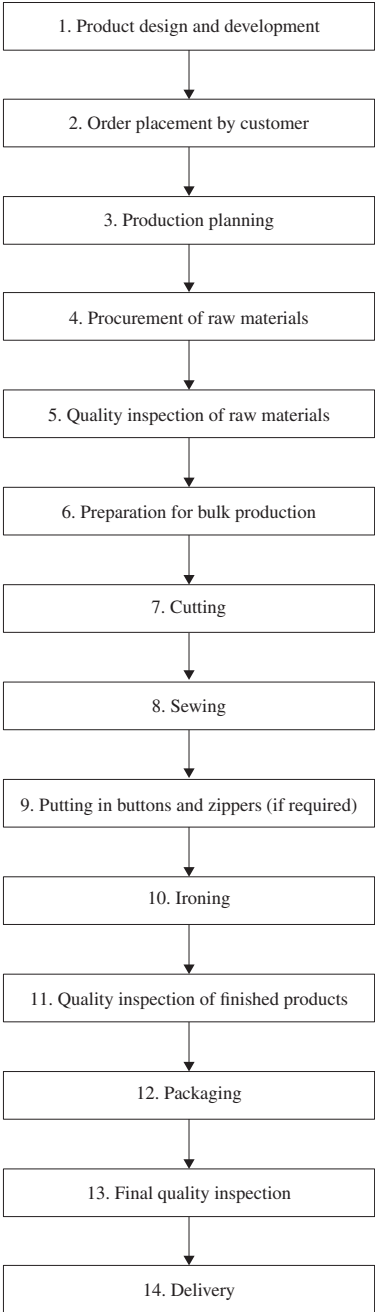 1. Product design and development
2. Order placement by customer
3. Production planning
4. Procurement of raw materials
5. Quality inspection of raw materials
6. Preparation for bulk production
7. Cutting
8. Sewing
9. Putting in buttons and zippers (if required)
10. Ironing
11. Quality inspection of finished products
12. Packaging
13. Final quality inspection
14. Delivery